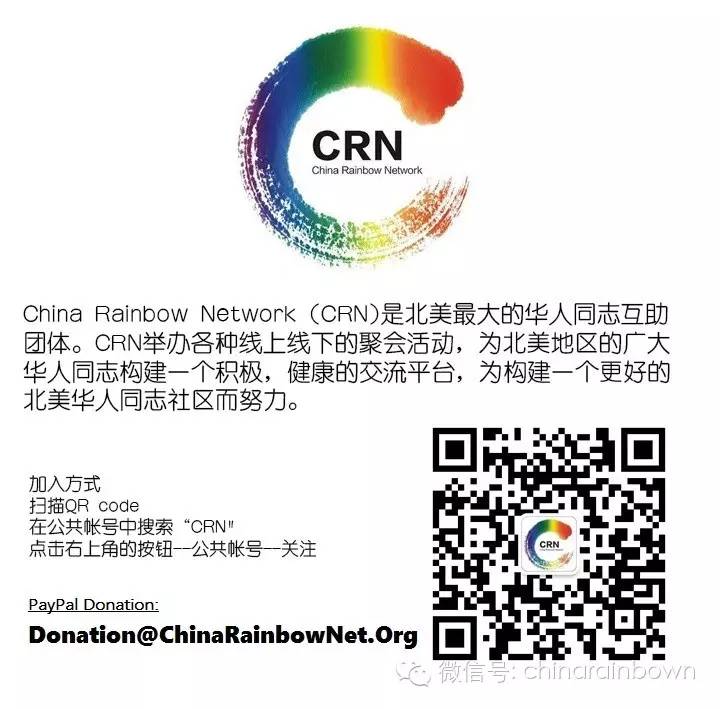 CRN
China Rainbow Network
China Rainbow Network (CRN)是北美最大的华人同志互助
团体。CRN举办各种线上线下的聚会活动，为北美地区的广大
华人同志构建一个积极，健康的交流平台，为构建一个更好的
北美华人同志社区而努力。
加入方式
扫描QR code
在公共帐号中搜索“CRN"
点击右上角的按钮--公共帐号--关注
CRN
PayPal Donation:
Donation@ChinaRainbowNet.Org
微信号: chinarainbown